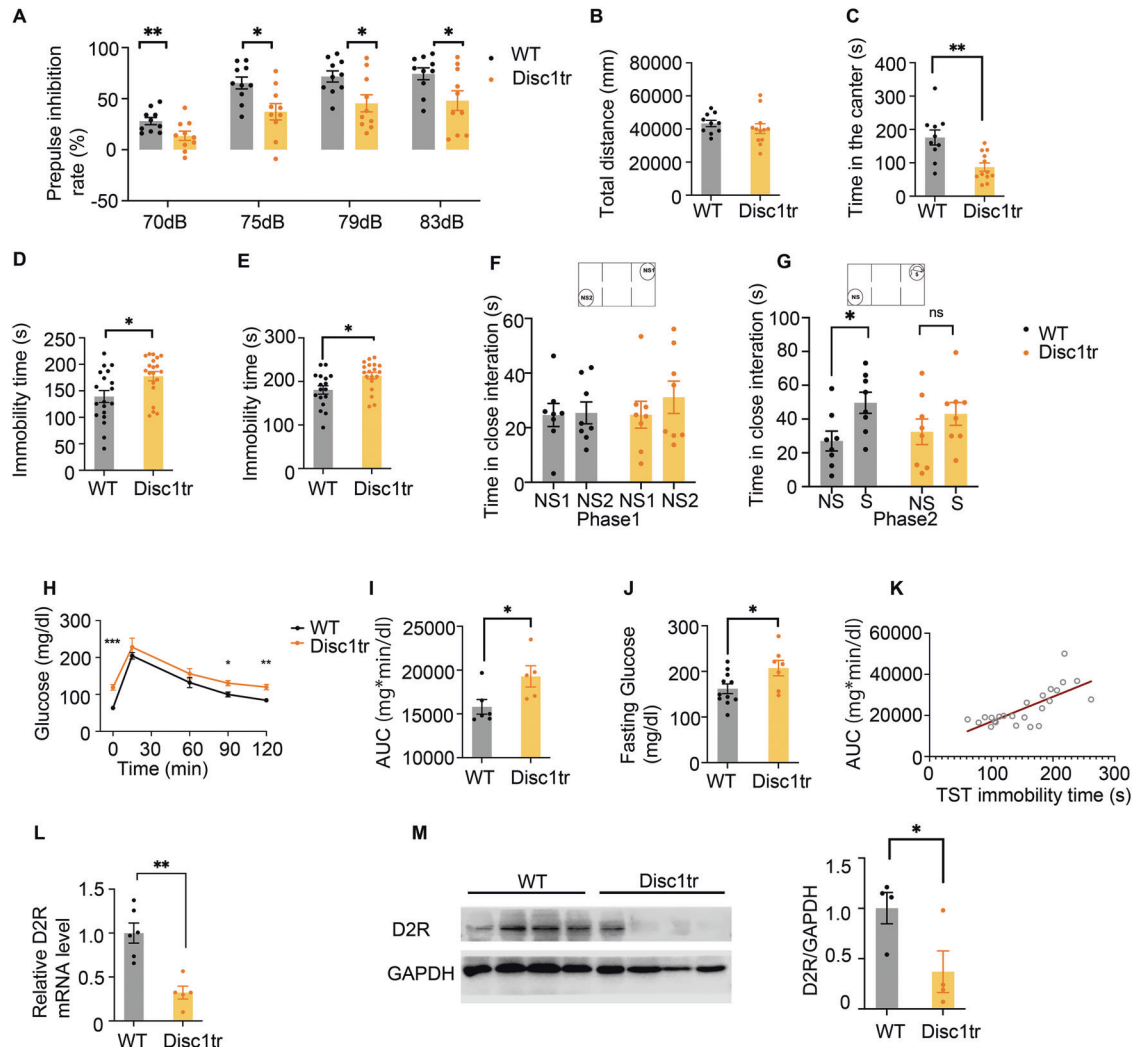 A
Prepulse inhibition
rate (%)
100
50
0
-50
**
*
*
*
70dB
75dB
79dB
83dB
WT
Disc1tr
B
Total distance (mm)
80000
60000
40000
20000
0
WT
Disc1tr
C
Time in the canter (s)
400
300
200
100
0
**
WT
Disc1tr
D
Immobility time (s)
250
200
150
100
50
0
*
WT
Disc1tr
E
Immobility time (s)
300
200
100
0
*
WT
Disc1tr
F
NS1
NS2
Time in close interation (s)
60
40
20
0
NS1
NS2
NS1
NS2
Phase1
G
S
NS
Time in close interation (s)
100
80
60
40
20
0
*
ns
WT
Disc1tr
NS
S
NS
S
Phase2
H
Glucose (mg/dl)
300
200
100
0
***
*
**
WT
Disc1tr
0
30
60
90
120
Time (min)
I
AUC (mg*min/dl)
25000
20000
15000
10000
*
WT
Disc1tr
J
Fasting Glucose
(mg/dl)
300
200
100
0
*
WT
Disc1tr
K
AUC (mg*min/dl)
60000
40000
20000
0
0
100
200
300
TST immobility time (s)
L
Relative D2R
mRNA level
1.5
1.0
0.5
0
**
WT
Disc1tr
M
WT
Disc1tr
D2R
GAPDH
D2R/GAPDH
1.5
1.0
0.5
0
*
WT
Disc1tr